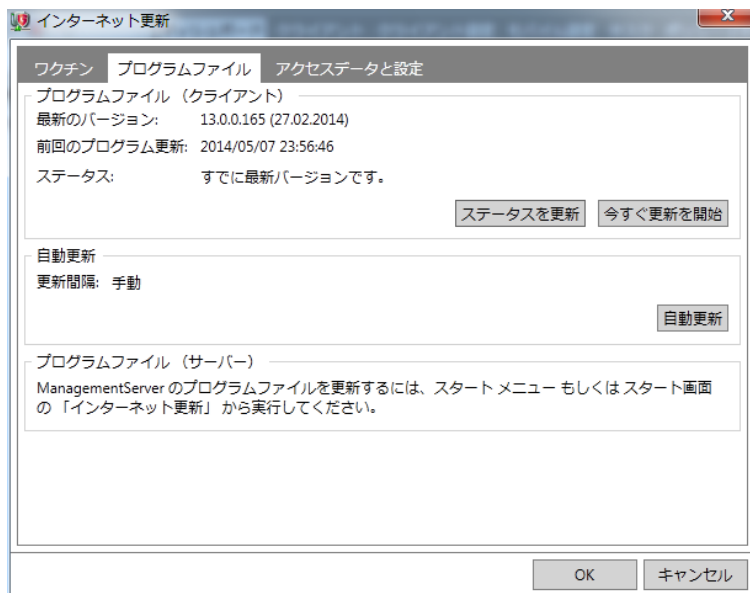 インターネット更新
ワクチン プログラムファイル アクセスデータと設定
プログラムファイル （クライアント）
最新のバージョン: 13.0.0.165 (27.02.2014)
前回のプログラム更新: 2014/05/07 23:56:46
ステータス: すでに最新バージョンです。
ステータスを更新 今すぐ更新を開始
自動更新
更新間隔: 手動
自動更新
プログラムファイル （サーバー）
ManagementServer のプログラムファイルを更新するには、スタート メニュー もしくは スタート画面
の 「インターネット更新」 から実行してください。
OK キャンセル